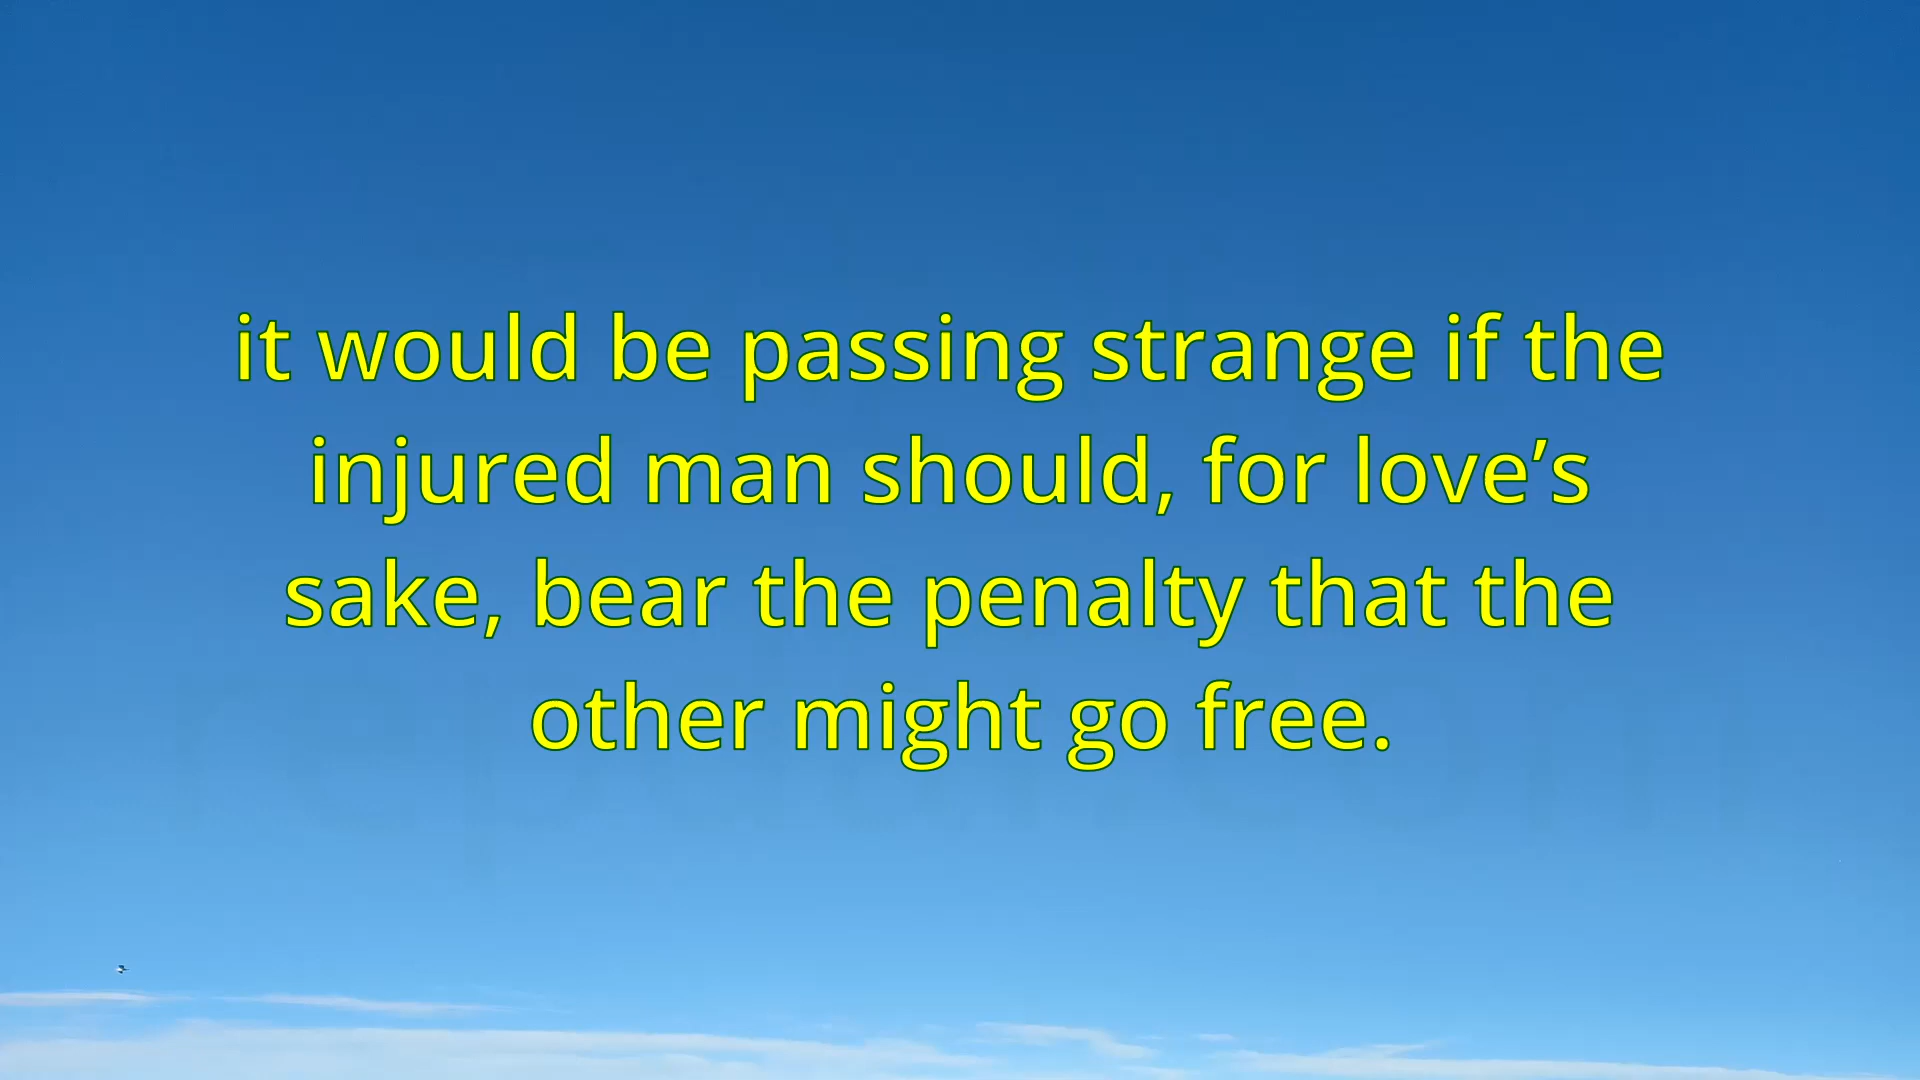 it would be passing strange if the
injured man should, for love’s
sake, bear the penalty that the
other might go free.